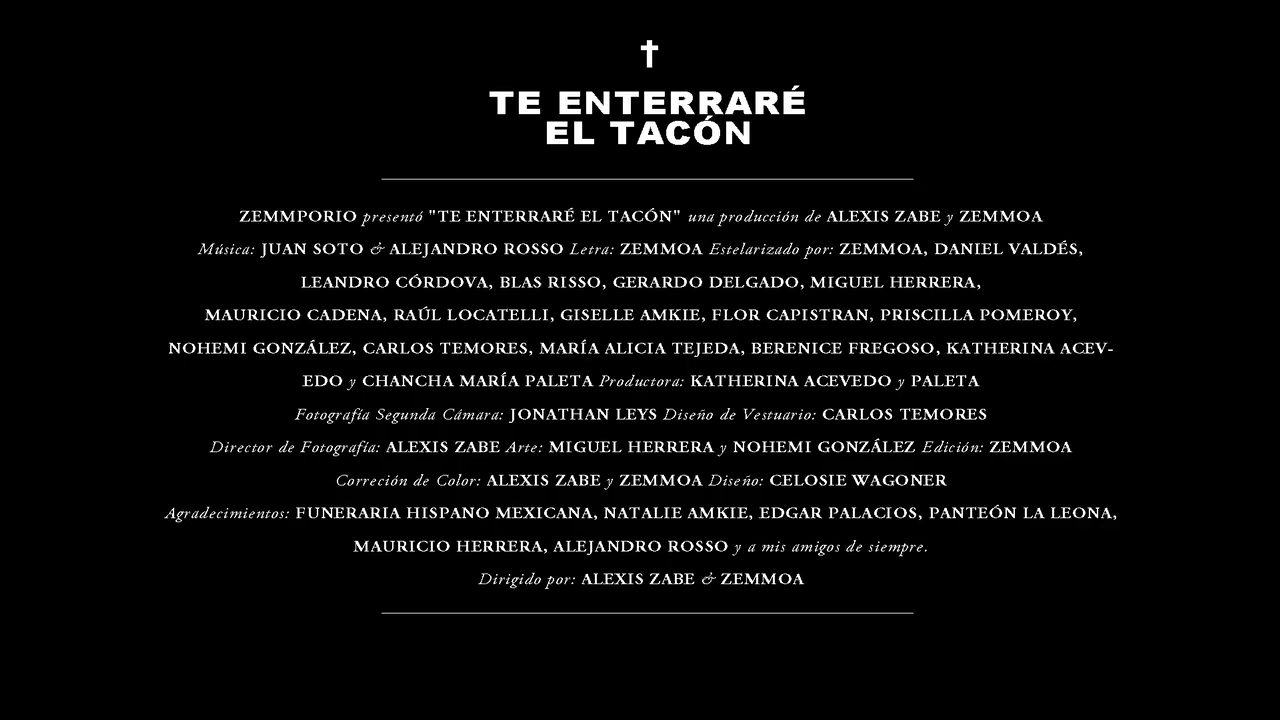 ✝
TE ENTERRARÉ
EL TACÓN
ZEMMPORIO presentó "TE ENTERRARÉ EL TACÓN" una producción de ALEXIS ZABE y ZEMMOA
Música: JUAN SOTO & ALEJANDRO ROSSO Letra: ZEMMOA Estelarizado por: ZEMMOA, DANIEL VALDÉS,
LEANDRO CÓRDOVA, BLAS RISSO, GERARDO DELGADO, MIGUEL HERRERA,
MAURICIO CADENA, RAÚL LOCATELLI, GISELLE AMKIE, FLOR CAPISTRAN, PRISCILLA POMEROY,
NOHEMI GONZÁLEZ, CARLOS TEMORES, MARÍA ALICIA TEJEDA, BERENICE FREGOSO, KATHERINA ACEV-
EDO y CHANCHA MARÍA PALETA Productora: KATHERINA ACEVEDO y PALETA
Fotografía Segunda Cámara: JONATHAN LEYS Diseño de Vestuario: CARLOS TEMORES
Director de Fotografía: ALEXIS ZABE Arte: MIGUEL HERRERA y NOHEMI GONZÁLEZ Edición: ZEMMOA
Correción de Color: ALEXIS ZABE y ZEMMOA Diseño: CELOSIE WAGONER
Agradecimientos: FUNERARIA HISPANO MEXICANA, NATALIE AMKIE, EDGAR PALACIOS, PANTEÓN LA LEONA,
MAURICIO HERRERA, ALEJANDRO ROSSO y a mis amigos de siempre.
Dirigido por: ALEXIS ZABE & ZEMMOA